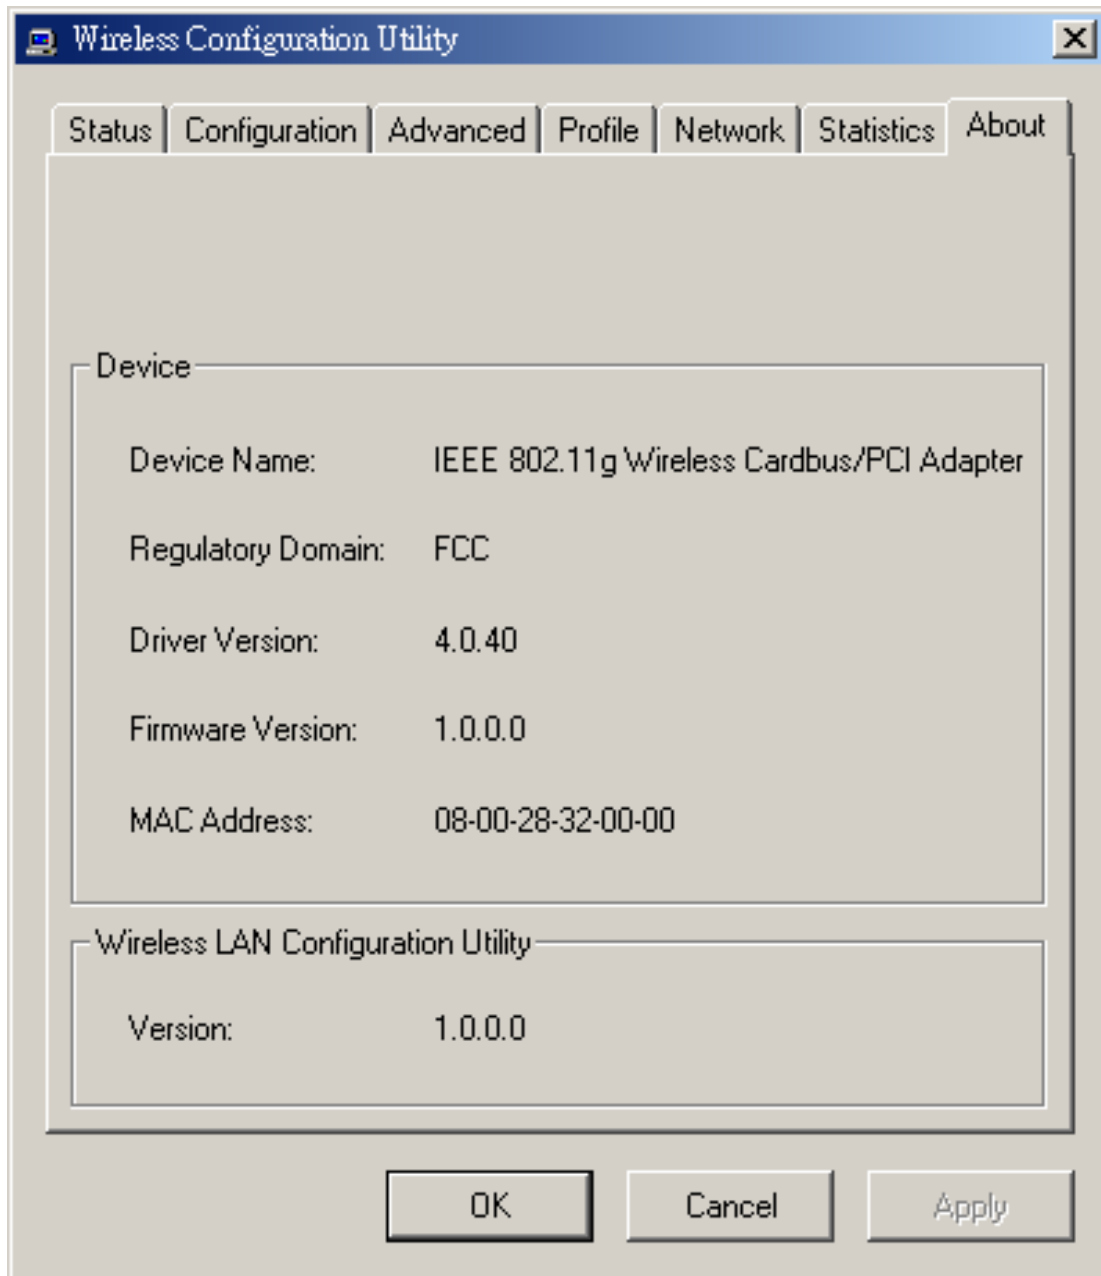 Wireless Configuration Utility
Status Configuration Advanced Profile Network Statistics About
Device
Device Name: IEEE 802.11g Wireless Cardbus/PCI Adapter
Regulatory Domain: FCC
Driver Version: 4.0.40
Firmware Version: 1.0.0.0
MAC Address: 08-00-28-32-00-00
Wireless LAN Configuration Utility
Version: 1.0.0.0
OK Cancel Apply